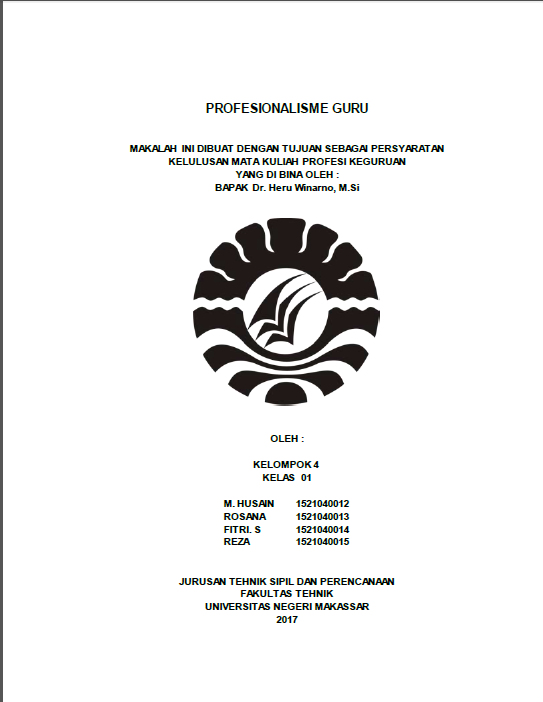 PROFESIONALISME GURU
MAKALAH INI DIBUAT DENGAN TUJUAN SEBAGAI PERSYARATAN
KELULUSAN MATA KULIAH PROFESI KEGURUAN
YANG DI BINA OLEH :
BAPAK Dr. Heru Winarno, M.Si
OLEH :
KELOMPOK 4
KELAS 01
M. HUSAIN 1521040012
ROSANA 1521040013
FITRI. S 1521040014
REZA 1521040015
JURUSAN TEHNIK SIPIL DAN PERENCANAAN
FAKULTAS TEHNIK
UNIVERSITAS NEGERI MAKASSAR
2017